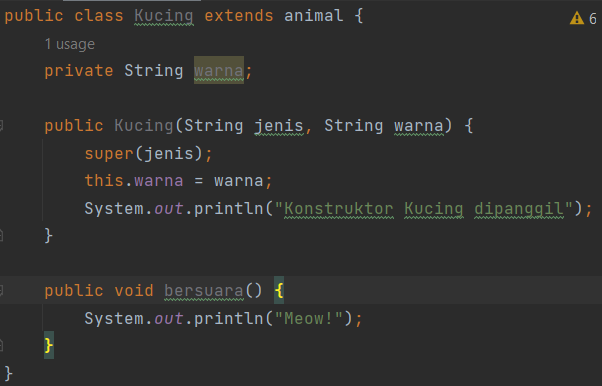 public class Kucing extends animal {
6
1 usage
private String warna;
public Kucing(String jenis, String warna) {
super(jenis);
this.warna = warna;
System.out.println("Konstruktor Kucing dipanggil");
}
public void bersuara() {
System.out.println("Meow!");
}
}